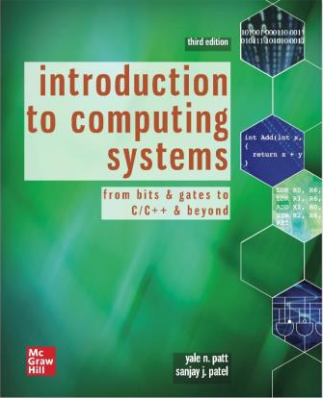 third edition
introduction
to computing
systems
from bits & gates to
C/C++ & beyond
int Add(int x,
{
return x + y
}
Mc
Graw
Hill
yale n. patt
sanjay j. patel